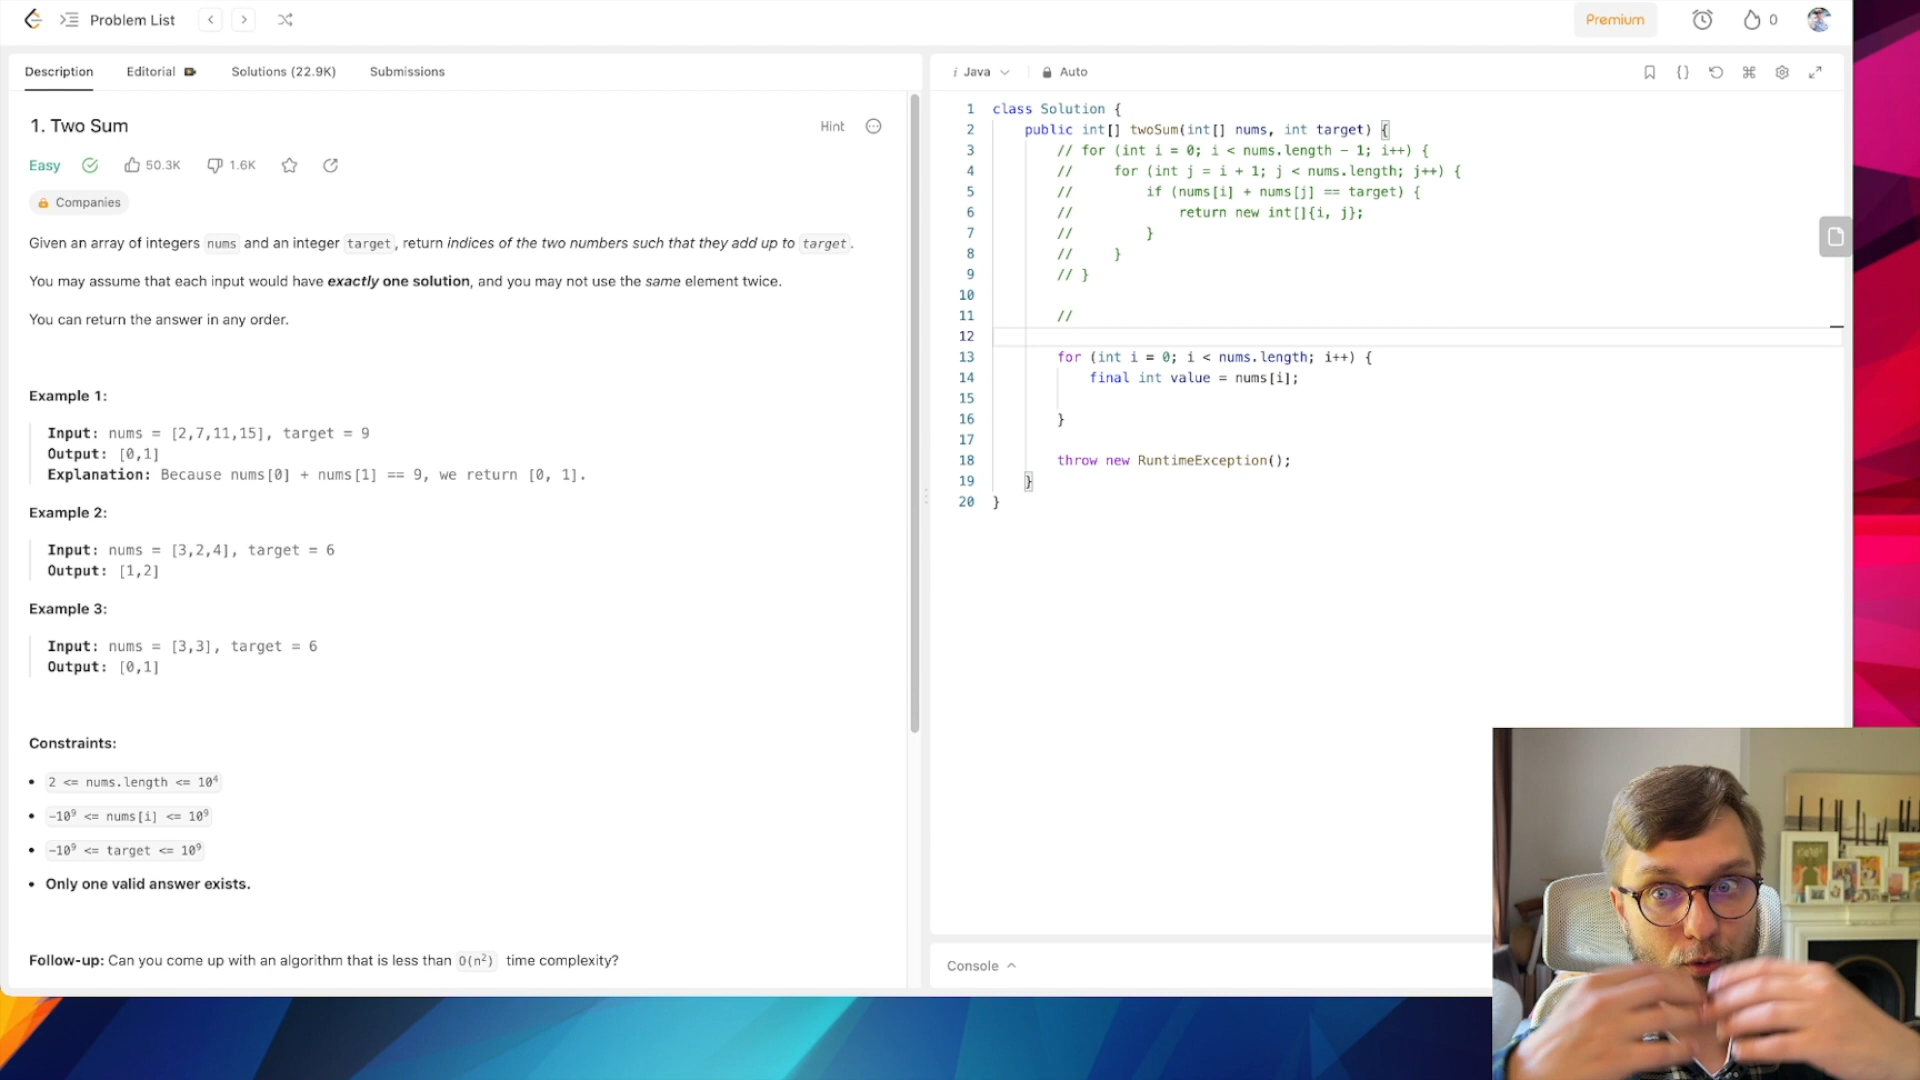 Problem List
Premium
0
Description
Editorial
Solutions (22.9K)
Submissions
1. Two Sum
Hint
Easy
50.3K
1.6K
Companies
Given an array of integers nums and an integer target, return indices of the two numbers such that they add up to target.
You may assume that each input would have exactly one solution, and you may not use the same element twice.
You can return the answer in any order.
Example 1:
Input: nums = [2,7,11,15], target = 9
Output: [0,1]
Explanation: Because nums[0] + nums[1] == 9, we return [0, 1].
Example 2:
Input: nums = [3,2,4], target = 6
Output: [1,2]
Example 3:
Input: nums = [3,3], target = 6
Output: [0,1]
Constraints:
• 2 <= nums.length <= 10⁴
• -10⁹ <= nums[i] <= 10⁹
• -10⁹ <= target <= 10⁹
• Only one valid answer exists.
Follow-up: Can you come up with an algorithm that is less than O(n²) time complexity?
i Java
Auto
1 class Solution {
2 public int[] twoSum(int[] nums, int target) {
3 // for (int i = 0; i < nums.length - 1; i++) {
4 // for (int j = i + 1; j < nums.length; j++) {
5 // if (nums[i] + nums[j] == target) {
6 // return new int[]{i, j};
7 // }
8 // }
9 // }
10
11 //
12
13 for (int i = 0; i < nums.length; i++) {
14 final int value = nums[i];
15
16 }
17
18 throw new RuntimeException();
19 }
20 }
Console